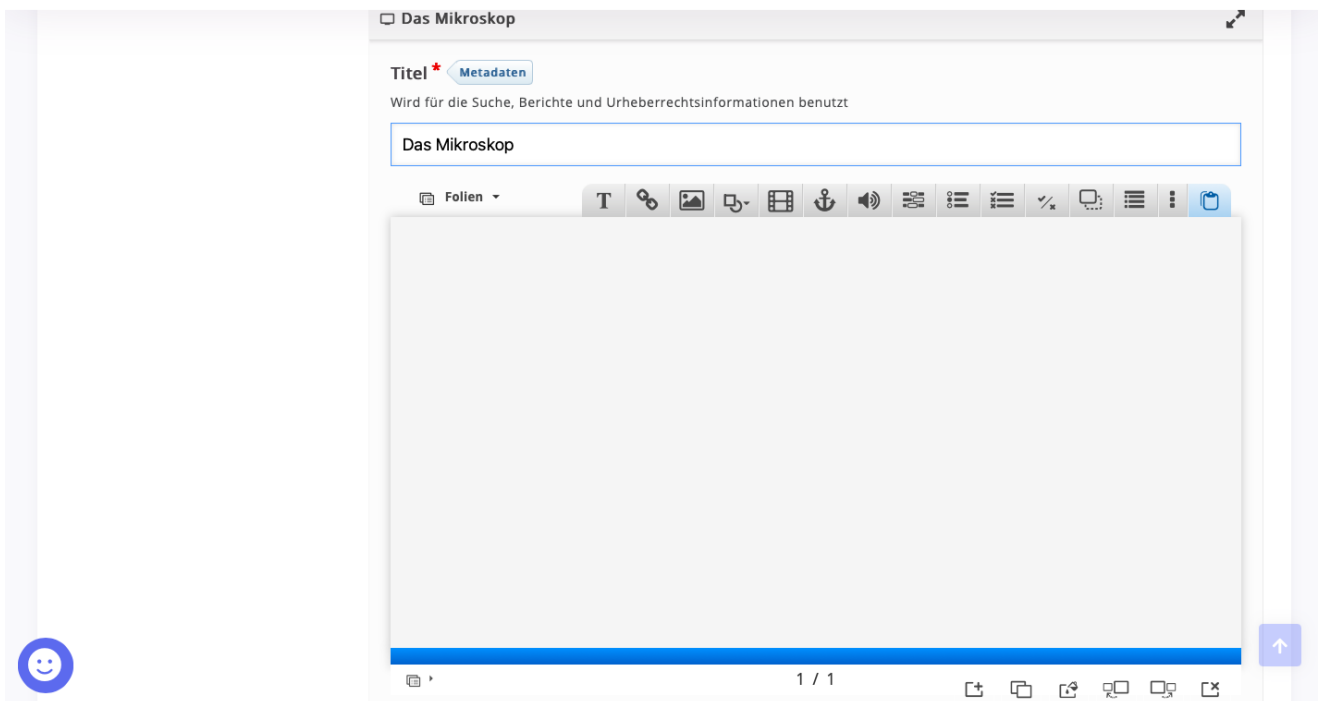 Das Mikroskop
Titel * Metadaten
Wird für die Suche, Berichte und Urheberrechtsinformationen benutzt
Das Mikroskop
Folien
T
1 / 1